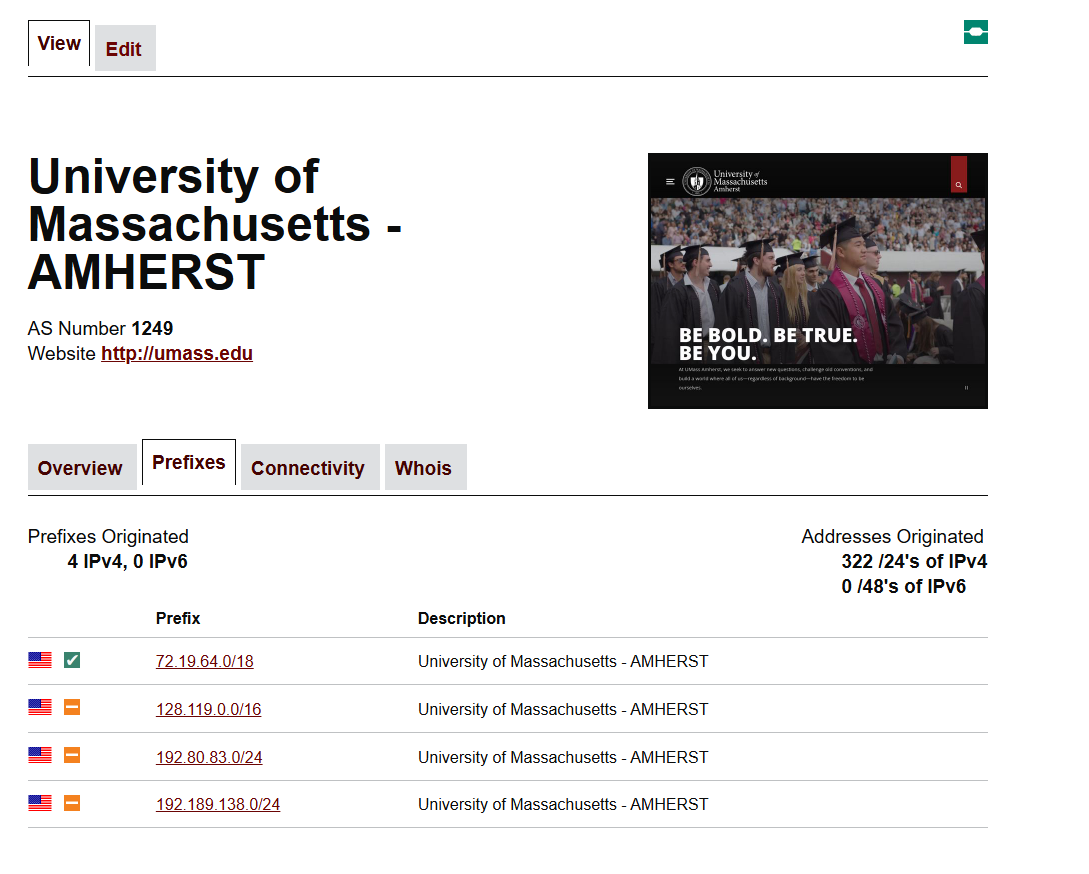 View
Edit
University of
Massachusetts -
AMHERST
AS Number 1249
Website http://umass.edu
University of
Massachusetts
Amherst
BE BOLD. BE TRUE.
BE YOU.
At UMass Amherst, we seek to answer new questions, challenge old conventions, and
build a world where all of us—regardless of background—have the freedom to be
ourselves.
Overview
Prefixes
Connectivity
Whois
Prefixes Originated
4 IPv4, 0 IPv6
Addresses Originated
322 /24's of IPv4
0 /48's of IPv6
Prefix Description
72.19.64.0/18 University of Massachusetts - AMHERST
128.119.0.0/16 University of Massachusetts - AMHERST
192.80.83.0/24 University of Massachusetts - AMHERST
192.189.138.0/24 University of Massachusetts - AMHERST